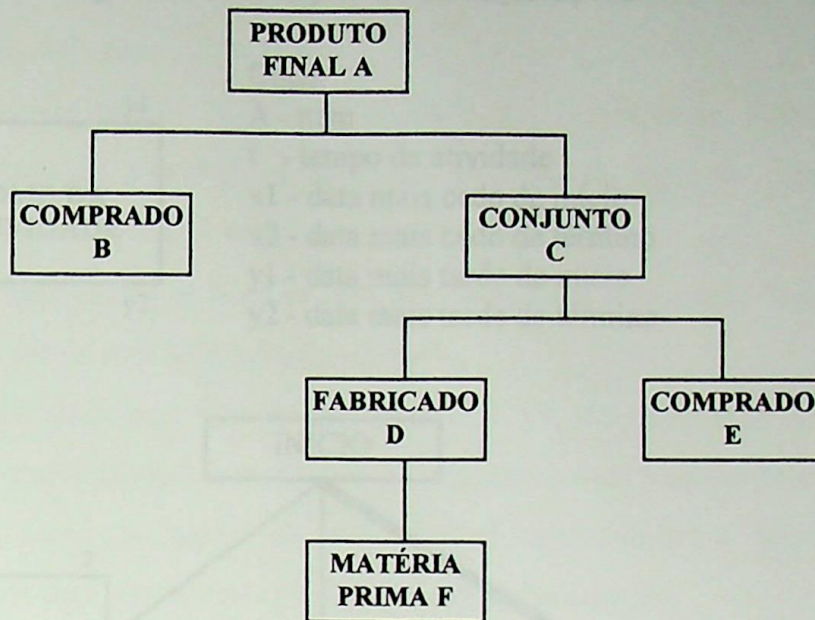 PRODUTO
FINAL A
COMPRADO
B
CONJUNTO
C
FABRICADO
D
COMPRADO
E
MATÉRIA
PRIMA F